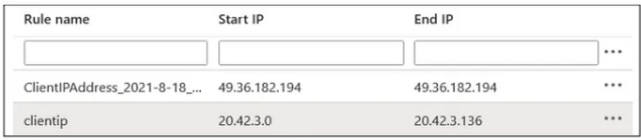 Rule name Start IP End IP
ClientIPAddress_2021-8-18_... 49.36.182.194 49.36.182.194 ...
clientip 20.42.3.0 20.42.3.136 ...